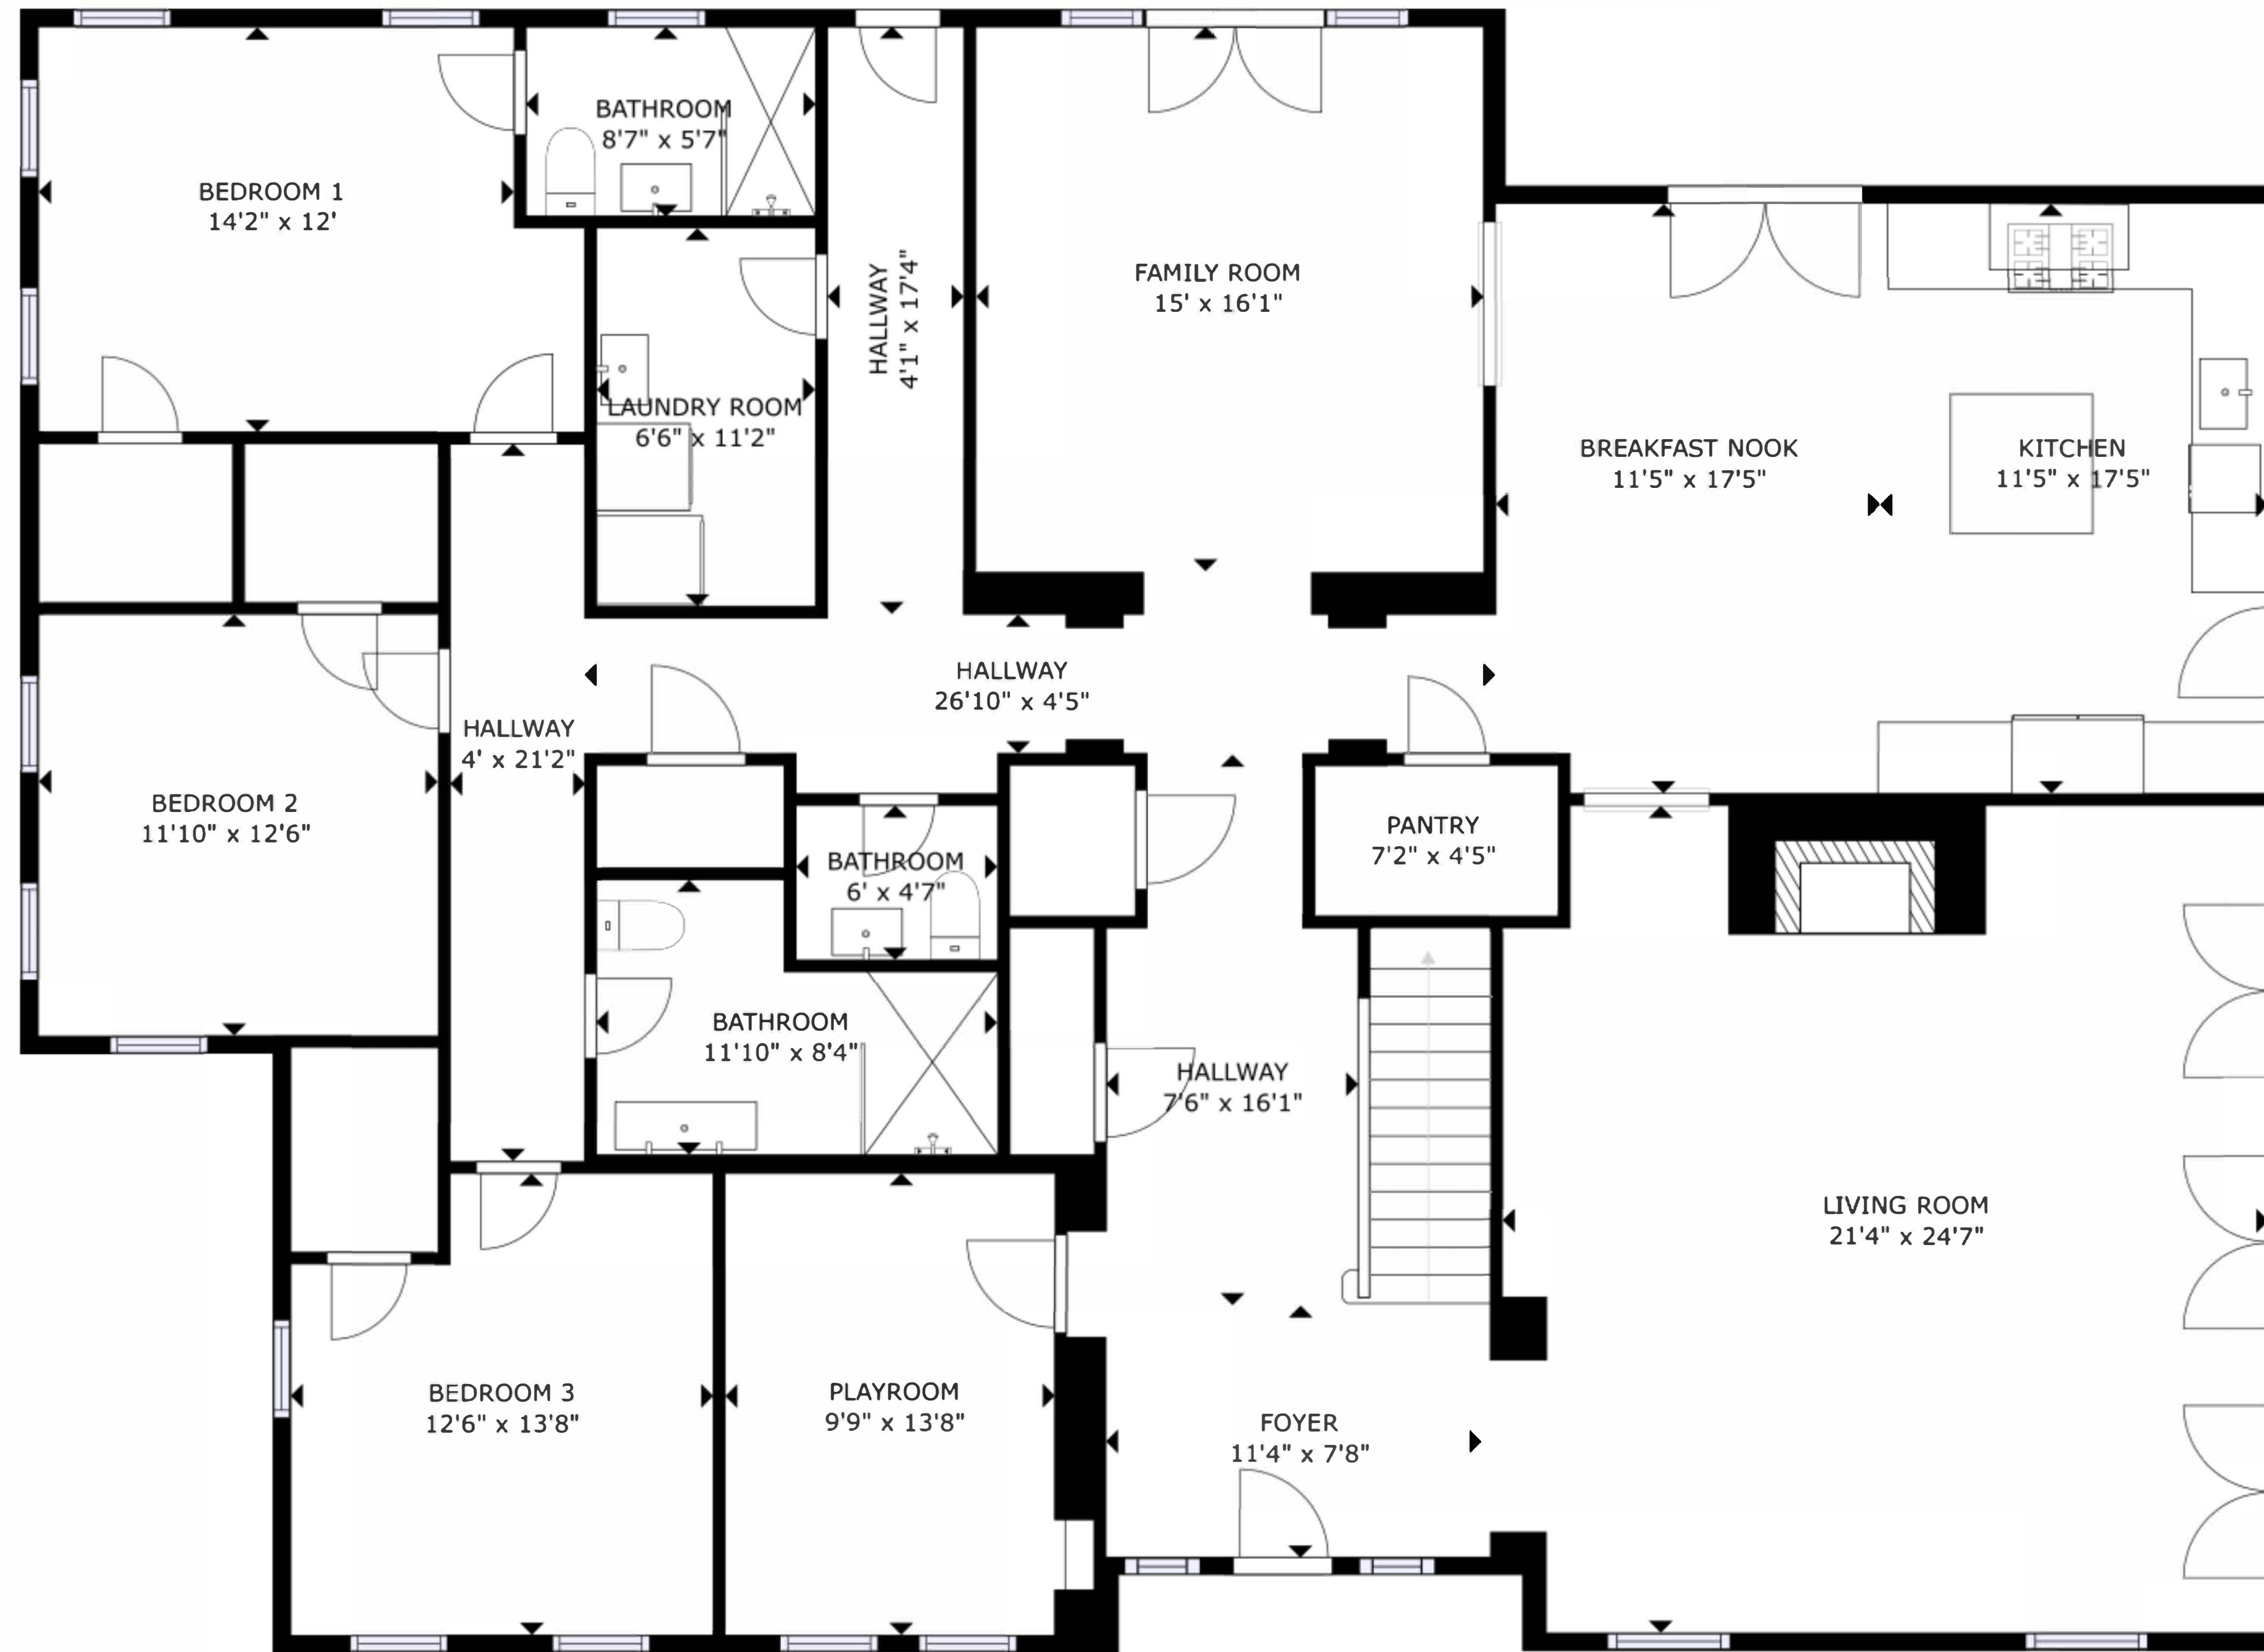 BATHROOM
8'7" x 5'7"
BEDROOM 1
14'2" x 12'
HALLWAY
4'1" x 17'4"
FAMILY ROOM
15' x 16'1"
LAUNDRY ROOM
6'6" x 11'2"
BREAKFAST NOOK
11'5" x 17'5"
KITCHEN
11'5" x 17'5"
HALLWAY
26'10" x 4'5"
HALLWAY
4' x 21'2"
BEDROOM 2
11'10" x 12'6"
BATHROOM
6' x 4'7"
PANTRY
7'2" x 4'5"
BATHROOM
11'10" x 8'4"
HALLWAY
7'6" x 16'1"
LIVING ROOM
21'4" x 24'7"
BEDROOM 3
12'6" x 13'8"
PLAYROOM
9'9" x 13'8"
FOYER
11'4" x 7'8"